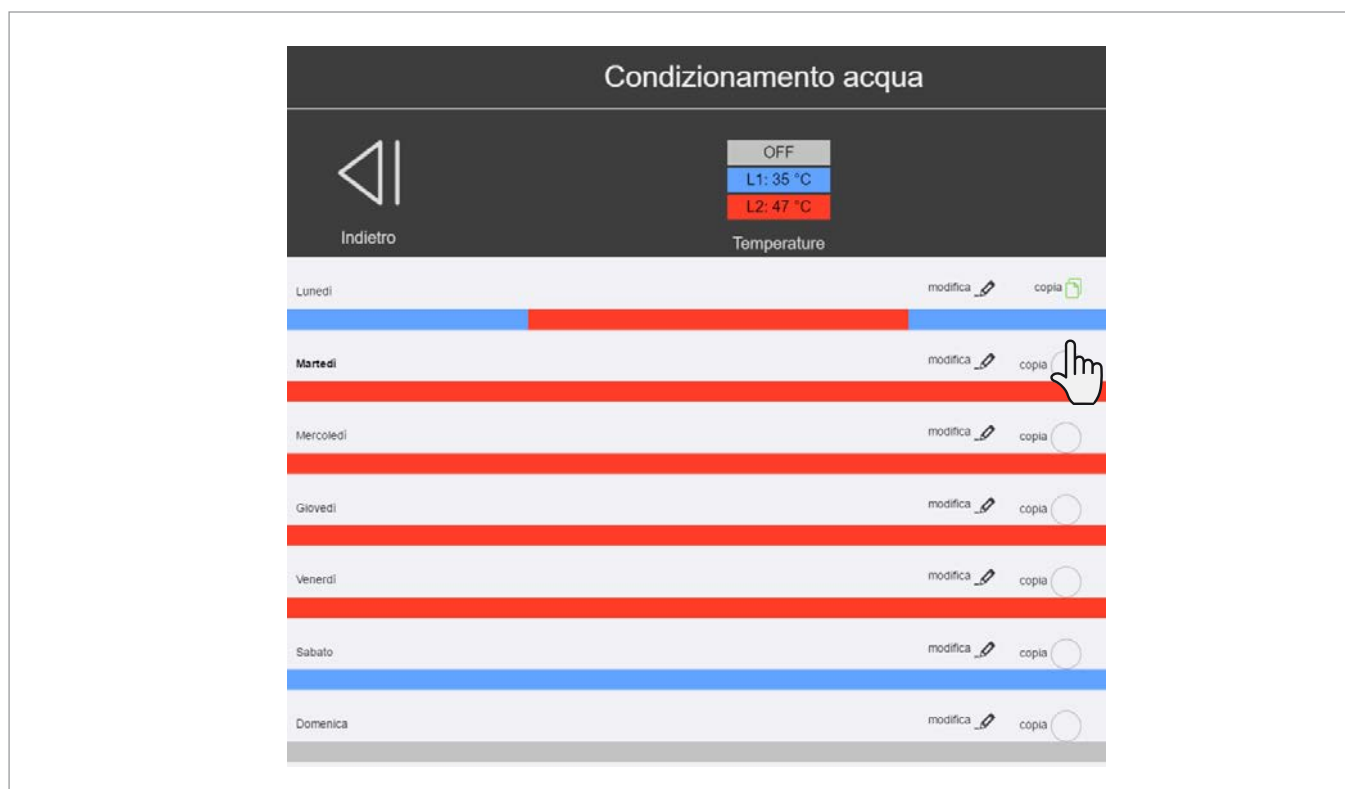 Condizionamento acqua
OFF
L1: 35 °C
L2: 47 °C
Indietro
Temperature
Lunedì modifica copia
Martedì modifica copia
Mercoledì modifica copia
Giovedì modifica copia
Venerdì modifica copia
Sabato modifica copia
Domenica modifica copia